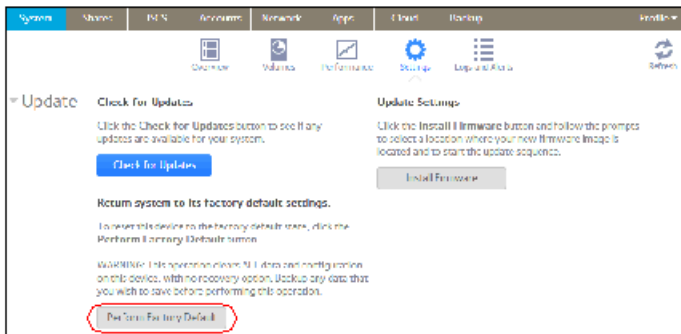 System Shares iSCSI Accounts Network Apps Cloud Backup Profile
Overview Volumes Performance Settings Logs and Alerts Refresh
Update
Check for Updates
Click the Check for Updates button to see if any
updates are available for your system.
Check for Updates
Return system to its factory default settings.
To reset this device to the factory default state, click the
Perform Factory Default button
WARNING: This operation clears ALL data and configuration
on this device, with no recovery option. Backup any data that
you wish to save before performing this operation.
Perform Factory Default
Update Settings
Click the Install Firmware button and follow the prompts
to select a location where your new firmware image is
located and to start the update sequence.
Install Firmware